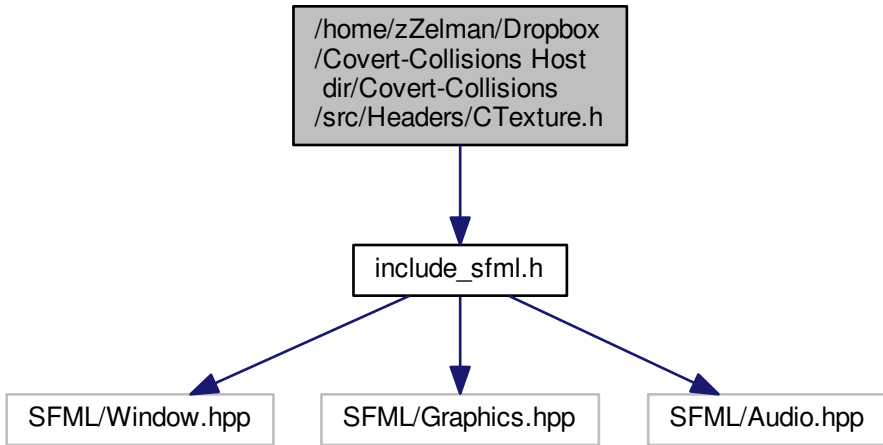 /home/zZelman/Dropbox
/Covert-Collisions Host
dir/Covert-Collisions
/src/Headers/CTexture.h
include_sfml.h
SFML/Window.hpp
SFML/Graphics.hpp
SFML/Audio.hpp